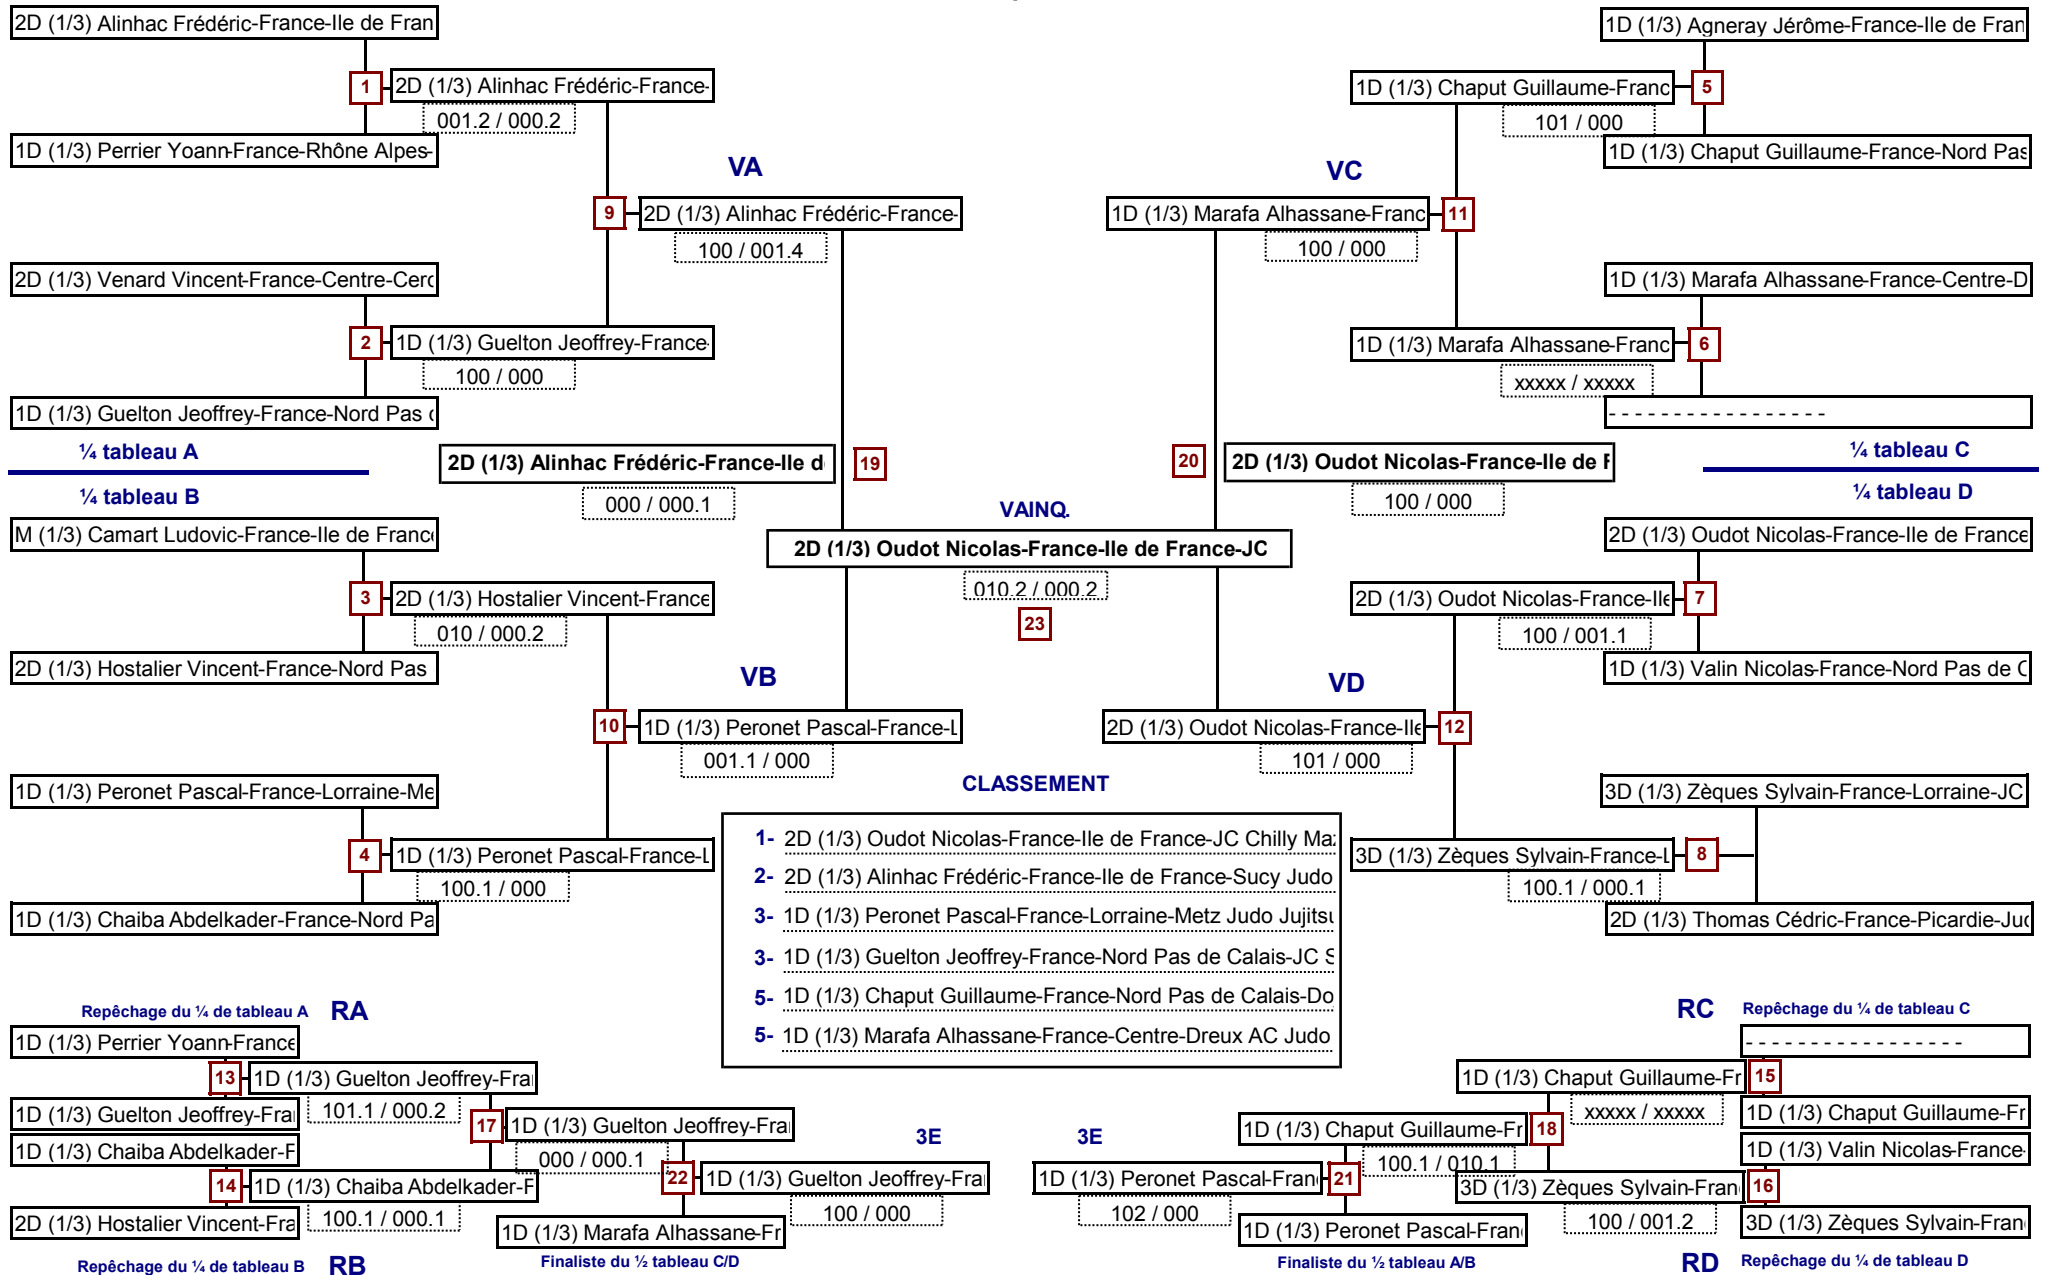 2D (1/3) Alinhac Frédéric-France-Ile de Fran
1D (1/3) Agneray Jérôme-France-Ile de Fran
1
2D (1/3) Alinhac Frédéric-France-
1D (1/3) Chaput Guillaume-Franc
5
001.2 / 000.2
101 / 000
1D (1/3) Perrier Yoann-France-Rhône Alpes-
1D (1/3) Chaput Guillaume-France-Nord Pas
VA
VC
9
2D (1/3) Alinhac Frédéric-France-
1D (1/3) Marafa Alhassane-Franc
11
100 / 001.4
100 / 000
2D (1/3) Venard Vincent-France-Centre-Cerc
1D (1/3) Marafa Alhassane-France-Centre-D
2
1D (1/3) Guelton Jeoffrey-France-
1D (1/3) Marafa Alhassane-Franc
6
100 / 000
xxxxx / xxxxx
1D (1/3) Guelton Jeoffrey-France-Nord Pas d
- - - - - - - - - - - - - - - - -
¼ tableau A
¼ tableau C
2D (1/3) Alinhac Frédéric-France-Ile d
19
20
2D (1/3) Oudot Nicolas-France-Ile de F
¼ tableau B
¼ tableau D
000 / 000.1
100 / 000
VAINQ.
M (1/3) Camart Ludovic-France-Ile de France
2D (1/3) Oudot Nicolas-France-Ile de France
2D (1/3) Oudot Nicolas-France-Ile de France-JC
010.2 / 000.2
23
3
2D (1/3) Hostalier Vincent-France
2D (1/3) Oudot Nicolas-France-Ile
7
010 / 000.2
100 / 001.1
2D (1/3) Hostalier Vincent-France-Nord Pas
1D (1/3) Valin Nicolas-France-Nord Pas de C
VB
VD
10
1D (1/3) Peronet Pascal-France-L
2D (1/3) Oudot Nicolas-France-Ile
12
001.1 / 000
101 / 000
1D (1/3) Peronet Pascal-France-Lorraine-Me
3D (1/3) Zèques Sylvain-France-Lorraine-JC
4
1D (1/3) Peronet Pascal-France-L
3D (1/3) Zèques Sylvain-France-L
8
100.1 / 000
100.1 / 000.1
1D (1/3) Chaiba Abdelkader-France-Nord Pa
2D (1/3) Thomas Cédric-France-Picardie-Jud
CLASSEMENT
1- 2D (1/3) Oudot Nicolas-France-Ile de France-JC Chilly Maz
2- 2D (1/3) Alinhac Frédéric-France-Ile de France-Sucy Judo
3- 1D (1/3) Peronet Pascal-France-Lorraine-Metz Judo Jujitsu
3- 1D (1/3) Guelton Jeoffrey-France-Nord Pas de Calais-JC S
5- 1D (1/3) Chaput Guillaume-France-Nord Pas de Calais-Do
5- 1D (1/3) Marafa Alhassane-France-Centre-Dreux AC Judo
Repêchage du ¼ de tableau A RA
RC Repêchage du ¼ de tableau C
1D (1/3) Perrier Yoann-France
- - - - - - - - - - - - - - - - -
13
1D (1/3) Guelton Jeoffrey-Fra
1D (1/3) Chaput Guillaume-Fr
15
1D (1/3) Guelton Jeoffrey-Fra
101.1 / 000.2
xxxxx / xxxxx
1D (1/3) Chaput Guillaume-Fr
17
1D (1/3) Guelton Jeoffrey-Fra
3E
3E
1D (1/3) Chaput Guillaume-Fr
18
1D (1/3) Chaiba Abdelkader-F
000 / 000.1
100.1 / 010.1
1D (1/3) Valin Nicolas-France-
14
1D (1/3) Chaiba Abdelkader-F
22
1D (1/3) Guelton Jeoffrey-Fra
1D (1/3) Peronet Pascal-Fran
21
3D (1/3) Zèques Sylvain-Fran
16
2D (1/3) Hostalier Vincent-Fra
100.1 / 000.1
1D (1/3) Marafa Alhassane-Fr
100 / 000
102 / 000
1D (1/3) Peronet Pascal-Fran
100 / 001.2
3D (1/3) Zèques Sylvain-Fran
Repêchage du ¼ de tableau B RB
Finaliste du ½ tableau C/D
Finaliste du ½ tableau A/B
RD Repêchage du ¼ de tableau D